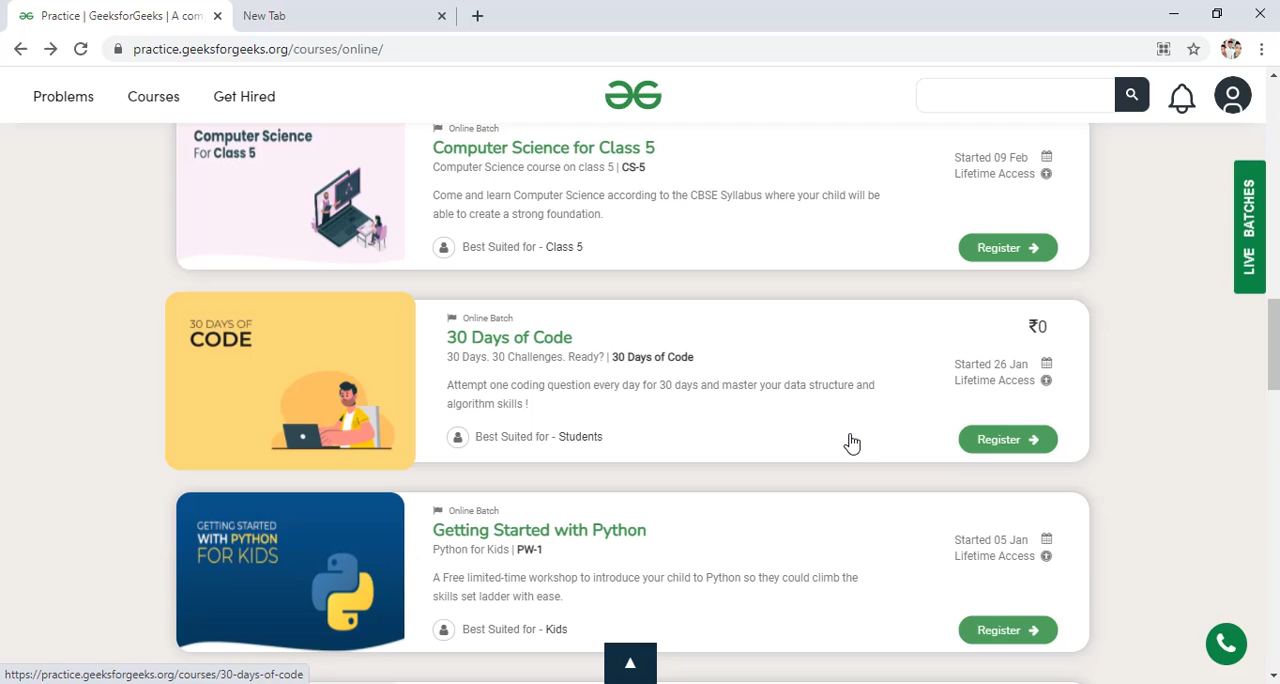 Practice | GeeksforGeeks | A com
New Tab
practice.geeksforgeeks.org/courses/online/
Problems
Courses
Get Hired
LIVE BATCHES
Computer Science
For Class 5
Online Batch
Computer Science for Class 5
Computer Science course on class 5 | CS-5
Come and learn Computer Science according to the CBSE Syllabus where your child will be
able to create a strong foundation.
Best Suited for - Class 5
Started 09 Feb
Lifetime Access
Register
30 DAYS OF
CODE
Online Batch
30 Days of Code
30 Days. 30 Challenges. Ready? | 30 Days of Code
Attempt one coding question every day for 30 days and master your data structure and
algorithm skills !
Best Suited for - Students
₹0
Started 26 Jan
Lifetime Access
Register
GETTING STARTED
WITH PYTHON
FOR KIDS
Online Batch
Getting Started with Python
Python for Kids | PW-1
A Free limited-time workshop to introduce your child to Python so they could climb the
skills set ladder with ease.
Best Suited for - Kids
Started 05 Jan
Lifetime Access
Register
https://practice.geeksforgeeks.org/courses/30-days-of-code